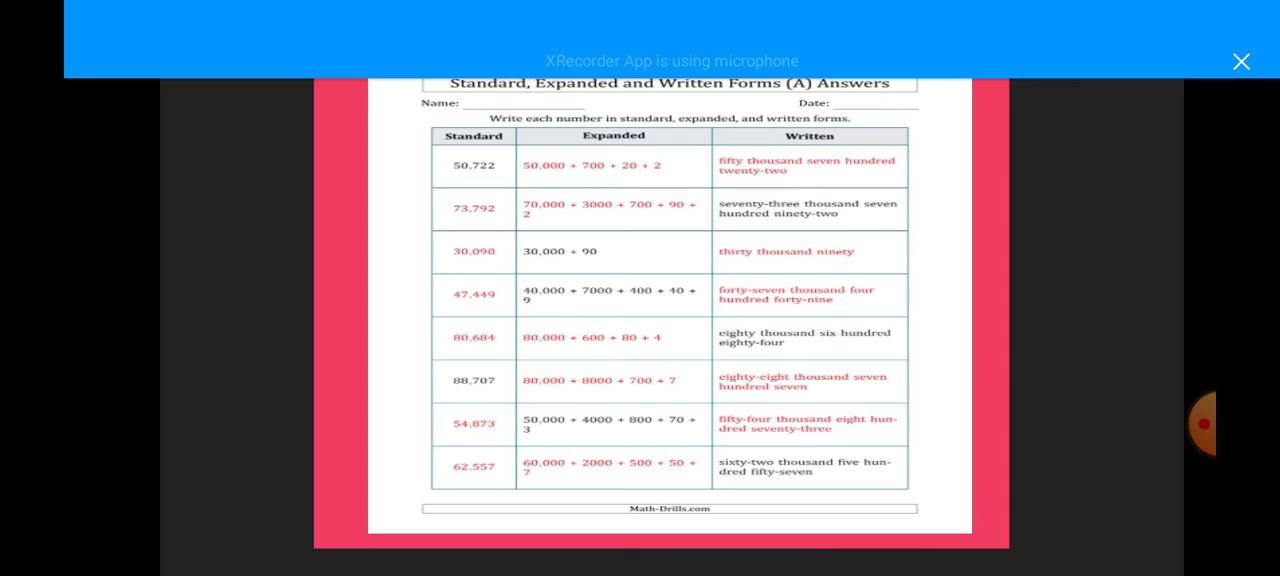 XRecorder App is using microphone
Standard, Expanded and Written Forms (A) Answers
Name: ____________________ Date: ______________
Write each number in standard, expanded, and written forms.
Standard Expanded Written
50,722 50,000 + 700 + 20 + 2 fifty thousand seven hundred
twenty-two
73,792 70,000 + 3000 + 700 + 90 +
2 seventy-three thousand seven
hundred ninety-two
30,090 30,000 + 90 thirty thousand ninety
47,449 40,000 + 7000 + 400 + 40 +
9 forty-seven thousand four
hundred forty-nine
80,684 80,000 + 600 + 80 + 4 eighty thousand six hundred
eighty-four
88,707 80,000 + 8000 + 700 + 7 eighty-eight thousand seven
hundred seven
54,873 50,000 + 4000 + 800 + 70 +
3 fifty-four thousand eight hun-
dred seventy-three
62,557 60,000 + 2000 + 500 + 50 +
7 sixty-two thousand five hun-
dred fifty-seven
Math-Drills.com